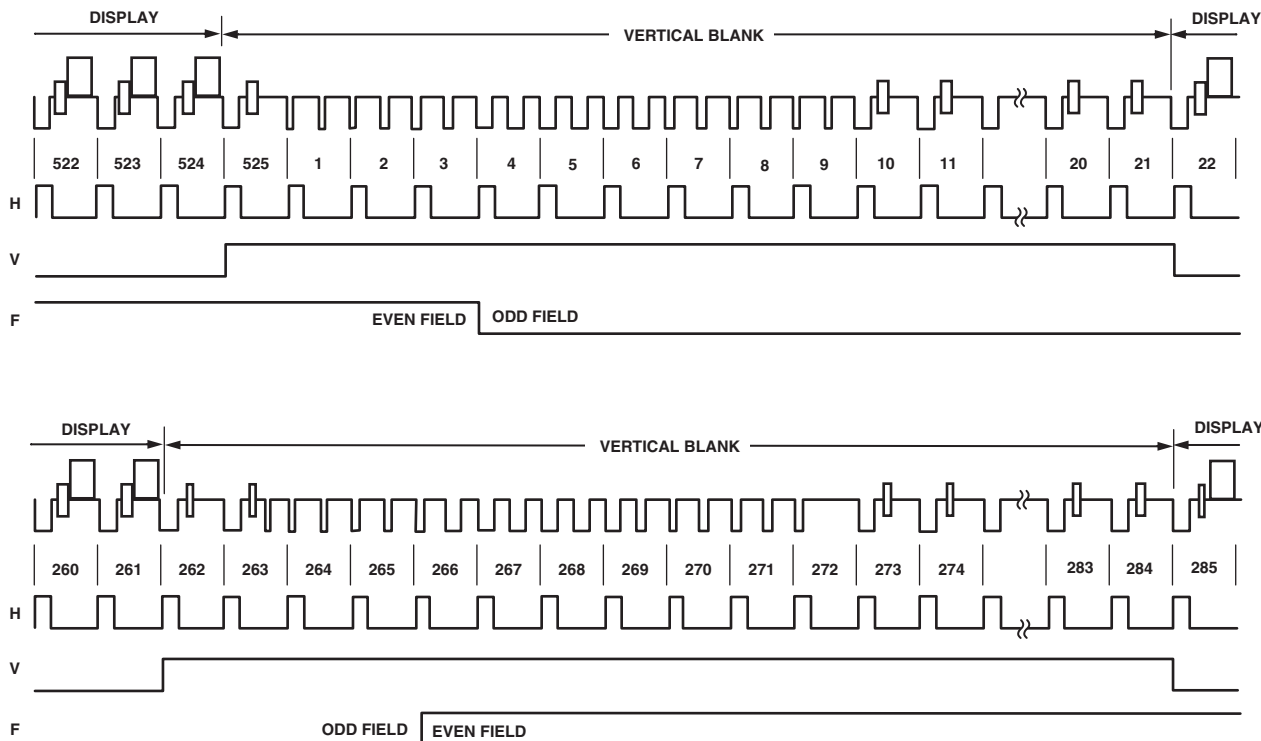 DISPLAY VERTICAL BLANK DISPLAY
522 523 524 525 1 2 3 4 5 6 7 8 9 10 11 20 21 22
H
V
F EVEN FIELD ODD FIELD
DISPLAY VERTICAL BLANK DISPLAY
260 261 262 263 264 265 266 267 268 269 270 271 272 273 274 283 284 285
H
V
F ODD FIELD EVEN FIELD